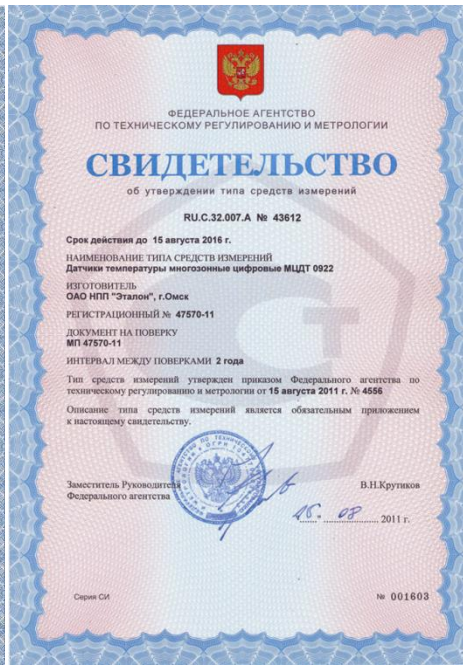 ФЕДЕРАЛЬНОЕ АГЕНТСТВО
ПО ТЕХНИЧЕСКОМУ РЕГУЛИРОВАНИЮ И МЕТРОЛОГИИ
СВИДЕТЕЛЬСТВО
об утверждении типа средств измерений
RU.C.32.007.A № 43612
Срок действия до 15 августа 2016 г.
НАИМЕНОВАНИЕ ТИПА СРЕДСТВ ИЗМЕРЕНИЙ
Датчики температуры многозонные цифровые МЦДТ 0922
ИЗГОТОВИТЕЛЬ
ОАО НПП "Эталон", г.Омск
РЕГИСТРАЦИОННЫЙ № 47570-11
ДОКУМЕНТ НА ПОВЕРКУ
МП 47570-11
ИНТЕРВАЛ МЕЖДУ ПОВЕРКАМИ 2 года
Тип средств измерений утвержден приказом Федерального агентства по
техническому регулированию и метрологии от 15 августа 2011 г. № 4556
Описание типа средств измерений является обязательным приложением
к настоящему свидетельству.
Заместитель Руководителя
Федерального агентства
В.Н.Крутиков
08 2011 г.
Серия СИ
№ 001603